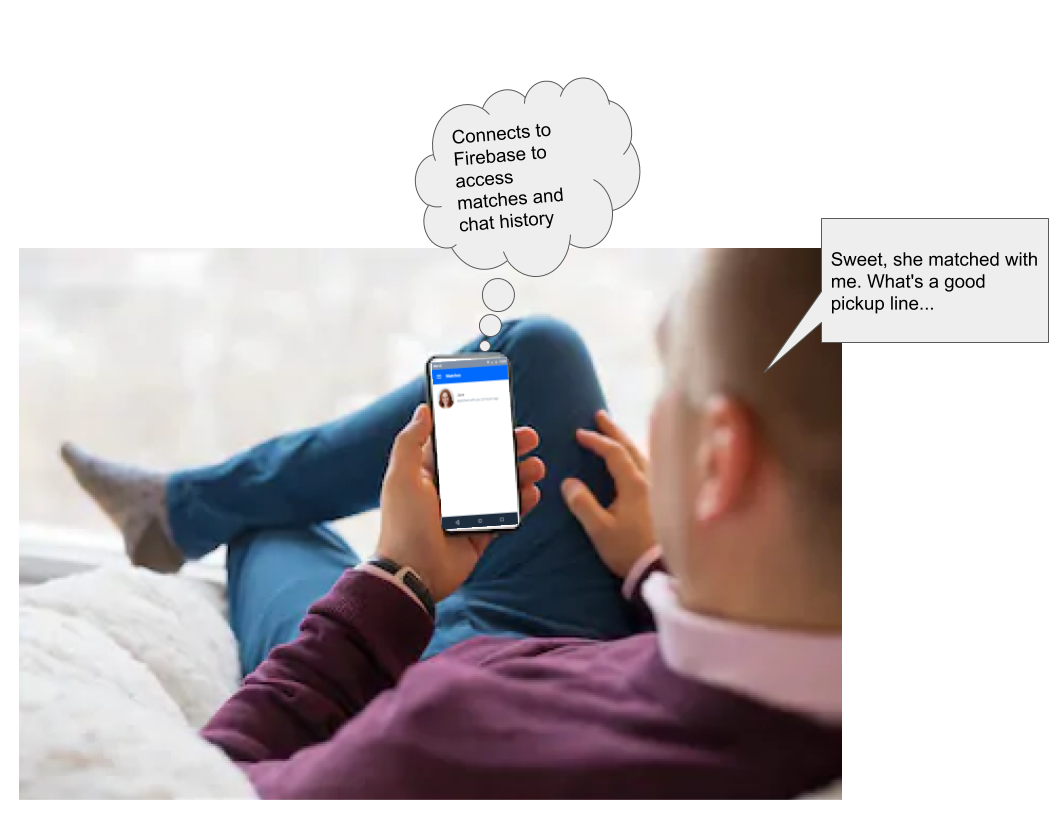 Connects to
Firebase to
access
matches and
chat history
Sweet, she matched with
me. What's a good
pickup line...
Matches
Jane